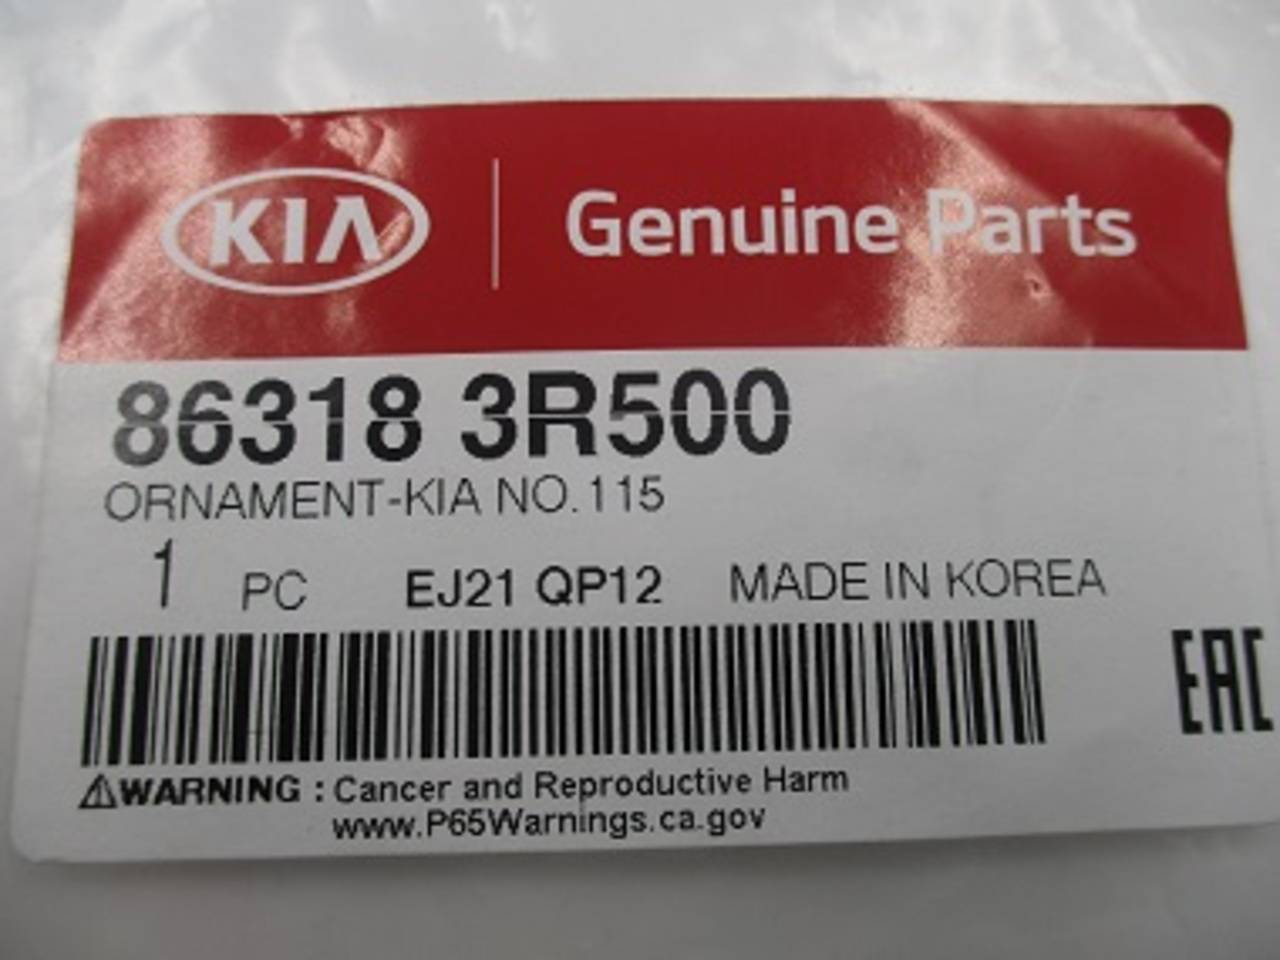 KIA Genuine Parts
86318 3R500
ORNAMENT-KIA NO.115
1 PC EJ21 QP12 MADE IN KOREA
EAC
⚠WARNING : Cancer and Reproductive Harm
www.P65Warnings.ca.gov